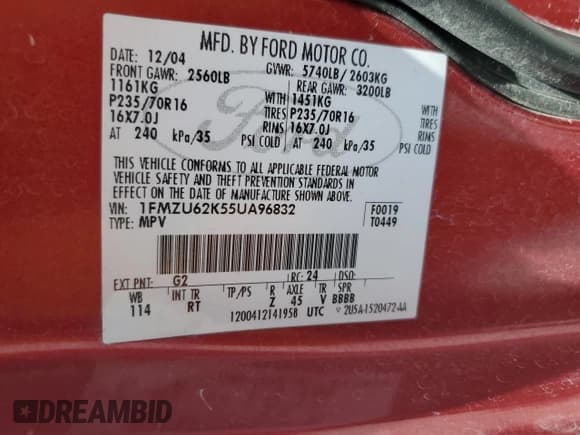 MFD. BY FORD MOTOR CO.
DATE: 12/04 GVWR: 5740LB/ 2603KG
FRONT GAWR: 2560LB REAR GAWR: 3200LB
1161KG 1451KG
P235/70R16 TIRES P235/70R16 WITH TIRES
16X7.0J RIMS 16X7.0J RIMS
AT 240 kPa/35 PSI COLD AT 240 kPa/35 PSI COLD
Ford
THIS VEHICLE CONFORMS TO ALL APPLICABLE FEDERAL MOTOR
VEHICLE SAFETY AND THEFT PREVENTION STANDARDS IN
EFFECT ON THE DATE OF MANUFACTURE SHOWN ABOVE.
VIN: 1FMZU62K55UA96832 F0019
TYPE: MPV T0449
EXT PNT: G2 RC: 24 DSO:
WB INT TR TP/PS R AXLE TR SPR
114 RT Z 45 V BBBB
1200412141958 UTC 2U5A-1520472-AA
DREAMBID